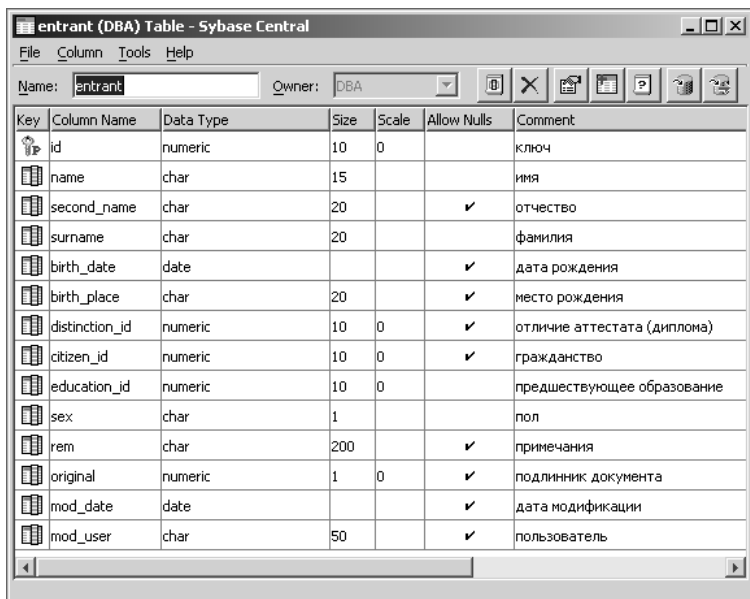 entrant (DBA) Table - Sybase Central
File Column Tools Help
Name: entrant Owner: DBA
Key Column Name Data Type Size Scale Allow Nulls Comment
id numeric 10 0 ключ
name char 15 имя
second_name char 20 ✔ отчество
surname char 20 фамилия
birth_date date ✔ дата рождения
birth_place char 20 ✔ место рождения
distinction_id numeric 10 0 ✔ отличие аттестата (диплома)
citizen_id numeric 10 0 ✔ гражданство
education_id numeric 10 0 предшествующее образование
sex char 1 пол
rem char 200 ✔ примечания
original numeric 1 0 ✔ подлинник документа
mod_date date ✔ дата модификации
mod_user char 50 ✔ пользователь